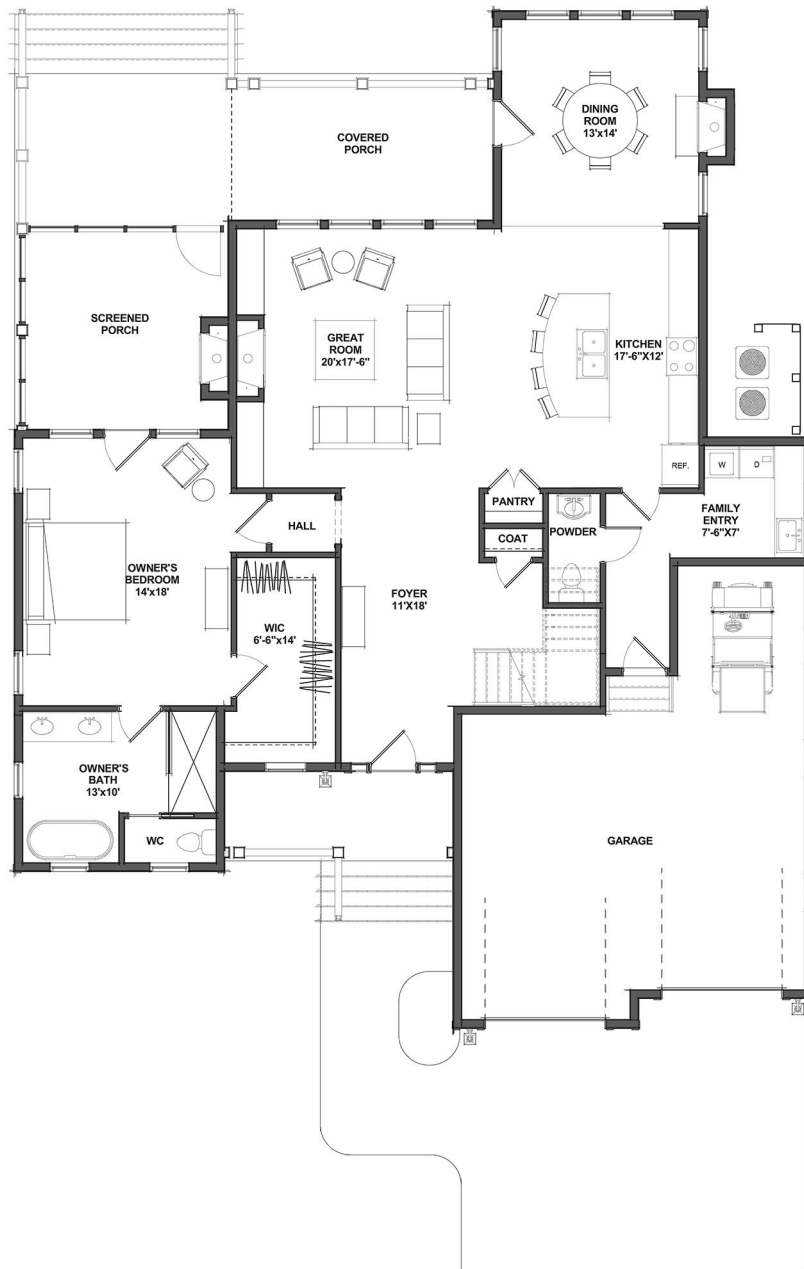 DINING
ROOM
13'x14'
COVERED
PORCH
SCREENED
PORCH
GREAT
ROOM
20'x17'-6"
KITCHEN
17'-6"X12'
REF.
W
D
PANTRY
FAMILY
ENTRY
7'-6"X7'
HALL
POWDER
COAT
OWNER'S
BEDROOM
14'x18'
FOYER
11'X18'
WIC
6'-6"x14'
OWNER'S
BATH
13'x10'
WC
GARAGE